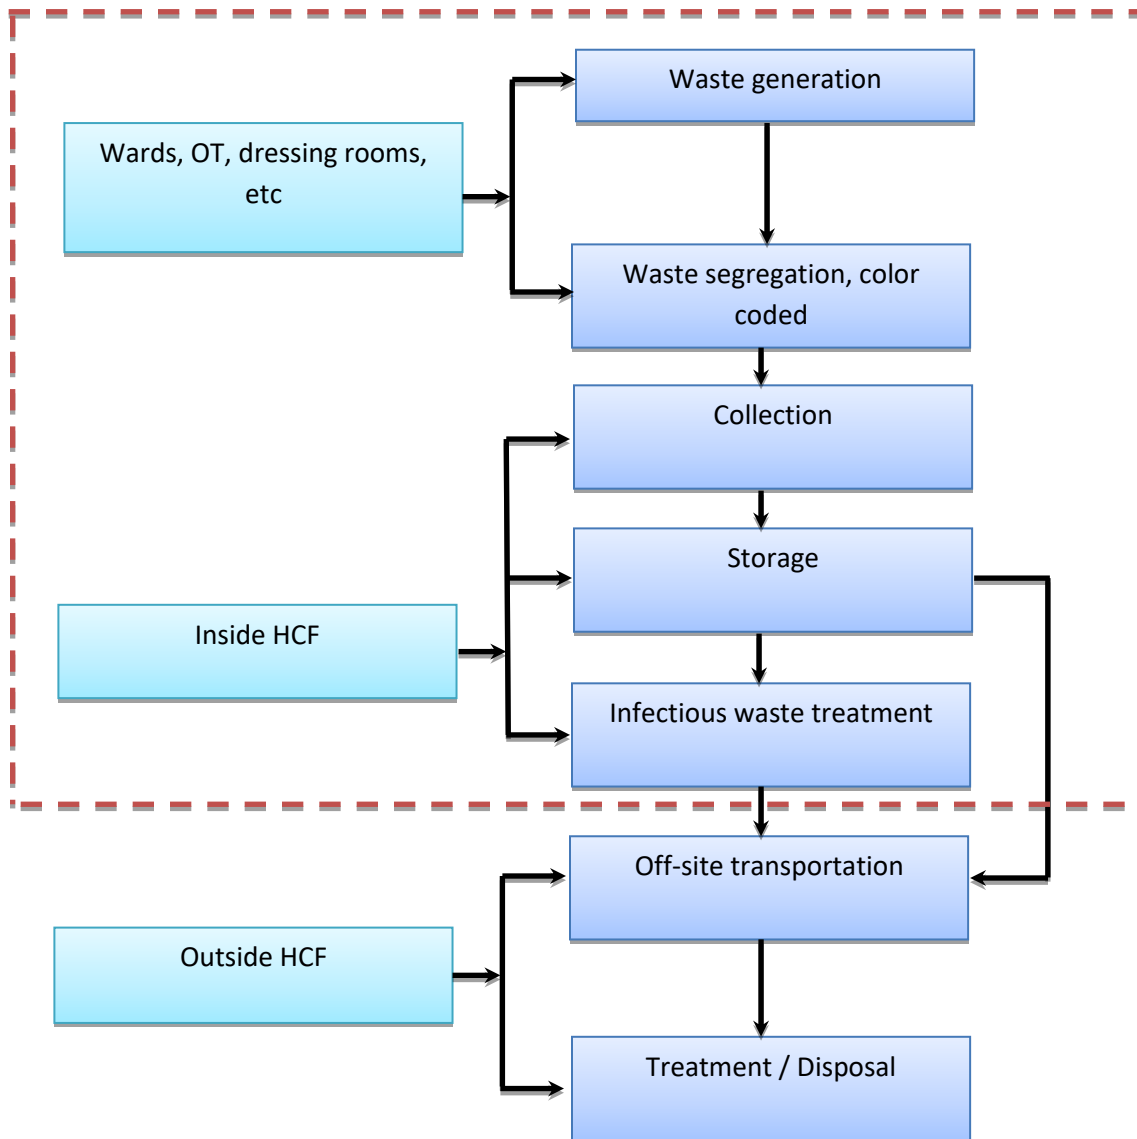 Waste generation
Wards, OT, dressing rooms,
etc
Waste segregation, color
coded
Collection
Storage
Inside HCF
Infectious waste treatment
Off-site transportation
Outside HCF
Treatment / Disposal